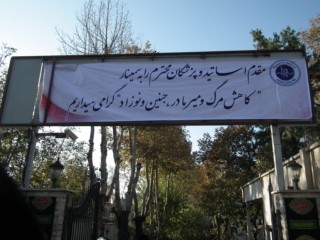 مقدم اساتید و پزشکان محترم را به سمینار
"کاهش مرگ و میر مادر، جنین و نوزاد" گرامی میداریم